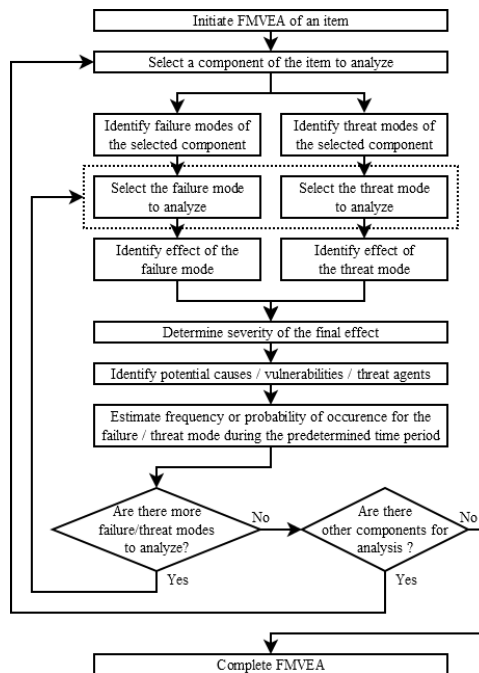 Initiate FMVEA of an item
Select a component of the item to analyze
Identify failure modes of
the selected component
Identify threat modes of
the selected component
Select the failure mode
to analyze
Select the threat mode
to analyze
Identify effect of the
failure mode
Identify effect of
the threat mode
Determine severity of the final effect
Identify potential causes / vulnerabilities / threat agents
Estimate frequency or probability of occurence for the
failure / threat mode during the predetermined time period
Are there more
failure/threat modes
to analyze?
No
Yes
Are there
other components for
analysis ?
No
Yes
Complete FMVEA